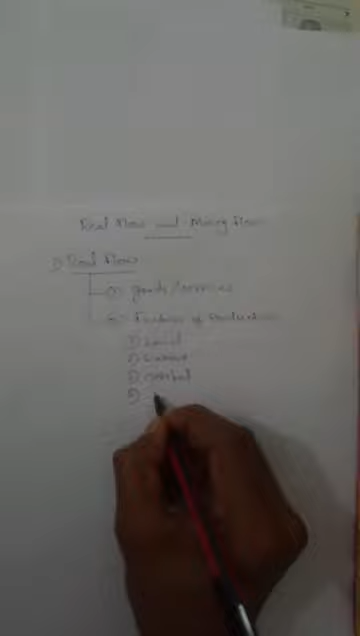 Real flow and Money flow
1) Real flow
goods/services
Factors of Production
1) Land
2) Labour
3) Capital